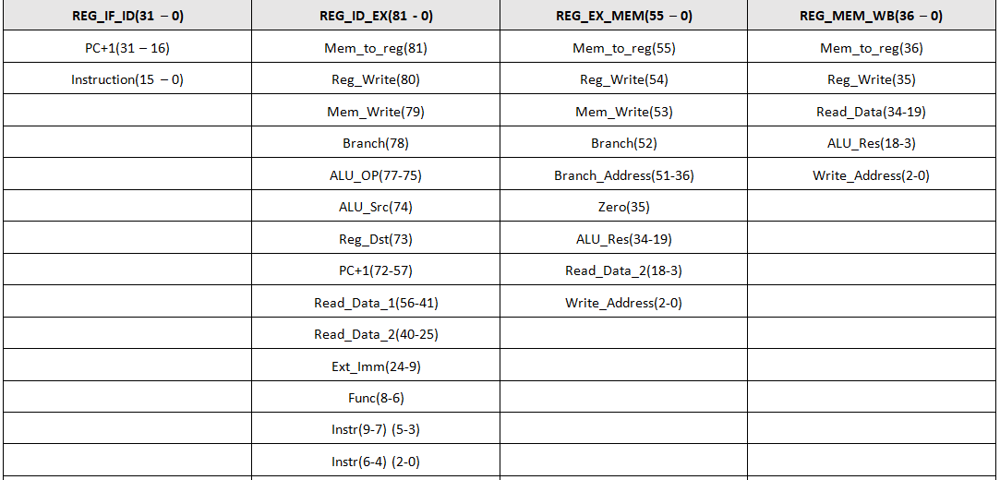 REG_IF_ID(31 – 0) REG_ID_EX(81 - 0) REG_EX_MEM(55 – 0) REG_MEM_WB(36 – 0)
PC+1(31 – 16) Mem_to_reg(81) Mem_to_reg(55) Mem_to_reg(36)
Instruction(15 – 0) Reg_Write(80) Reg_Write(54) Reg_Write(35)
Mem_Write(79) Mem_Write(53) Read_Data(34-19)
Branch(78) Branch(52) ALU_Res(18-3)
ALU_OP(77-75) Branch_Address(51-36) Write_Address(2-0)
ALU_Src(74) Zero(35)
Reg_Dst(73) ALU_Res(34-19)
PC+1(72-57) Read_Data_2(18-3)
Read_Data_1(56-41) Write_Address(2-0)
Read_Data_2(40-25)
Ext_Imm(24-9)
Func(8-6)
Instr(9-7) (5-3)
Instr(6-4) (2-0)